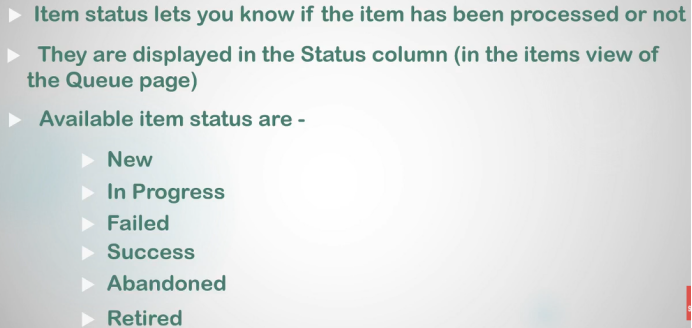 Item status lets you know if the item has been processed or not
They are displayed in the Status column (in the items view of
the Queue page)
Available item status are -
New
In Progress
Failed
Success
Abandoned
Retired